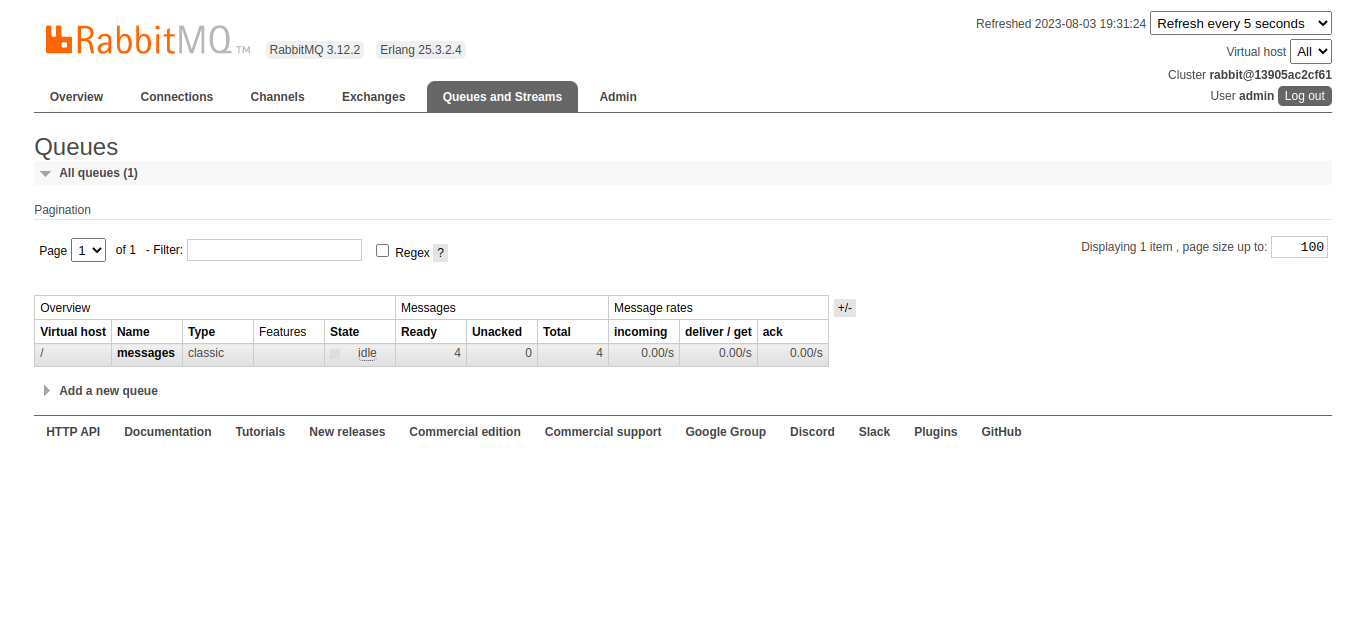 Refreshed 2023-08-03 19:31:24 Refresh every 5 seconds
RabbitMQ TM RabbitMQ 3.12.2 Erlang 25.3.2.4
Virtual host All
Cluster rabbit@13905ac2cf61
User admin Log out
Overview Connections Channels Exchanges Queues and Streams Admin
Queues
All queues (1)
Pagination
Page 1 of 1 - Filter: Regex ? Displaying 1 item , page size up to: 100
Overview Messages Message rates +/-
Virtual host Name Type Features State Ready Unacked Total incoming deliver / get ack
/ messages classic idle 4 0 4 0.00/s 0.00/s 0.00/s
Add a new queue
HTTP API Documentation Tutorials New releases Commercial edition Commercial support Google Group Discord Slack Plugins GitHub